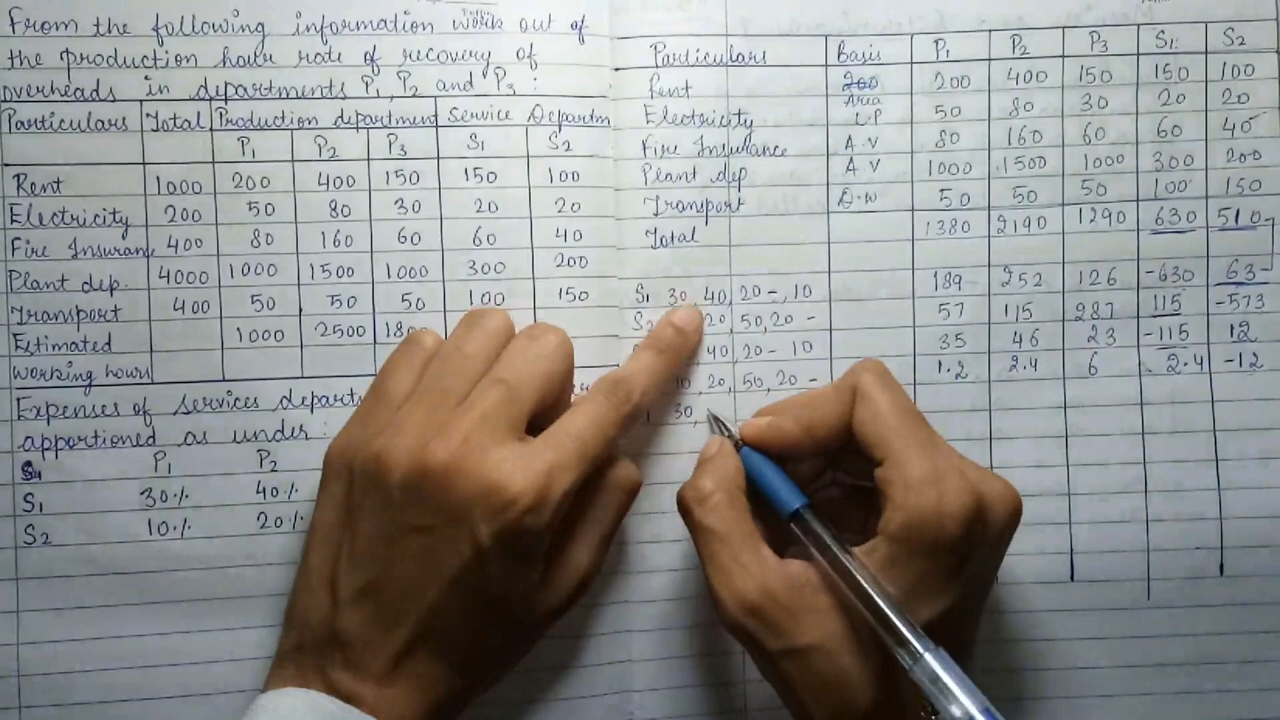 From the following information work out of
the production hour rate of recovery of
overheads in departments P1, P2 and P3 :
Particulars Total Production department Service Departm
P1 P2 P3 S1 S2
Rent 1000 200 400 150 150 100
Electricity 200 50 80 30 20 20
Fire Insuranc 400 80 160 60 60 40
Plant dep. 4000 1000 1500 1000 300 200
Transport 400 50 50 50 100 150
Estimated 1000 2500
Working hours
Expenses of services depart
apportioned as under :
S1 P1 P2
S1 30% 40%
S2 10% 20%
Particulars Basis P1 P2 P3 S1 S2
Rent 200 Area 200 400 150 150 100
Electricity L.P 50 80 30 20 20
Fire Insurance A.V 80 160 60 60 40
Plant dep A.V 1000 1500 1000 300 200
Transport D.W 50 50 50 100 150
Total 1380 2190 1290 630 510
S1 30, 40, 20 -, 10 189 252 126 -630 63
S2 20, 50, 20 - 57 115 287 115 -573
40, 20 - 10 35 46 23 -115 12
10, 20, 50, 20 - 1.2 2.4 6 2.4 -12
30,